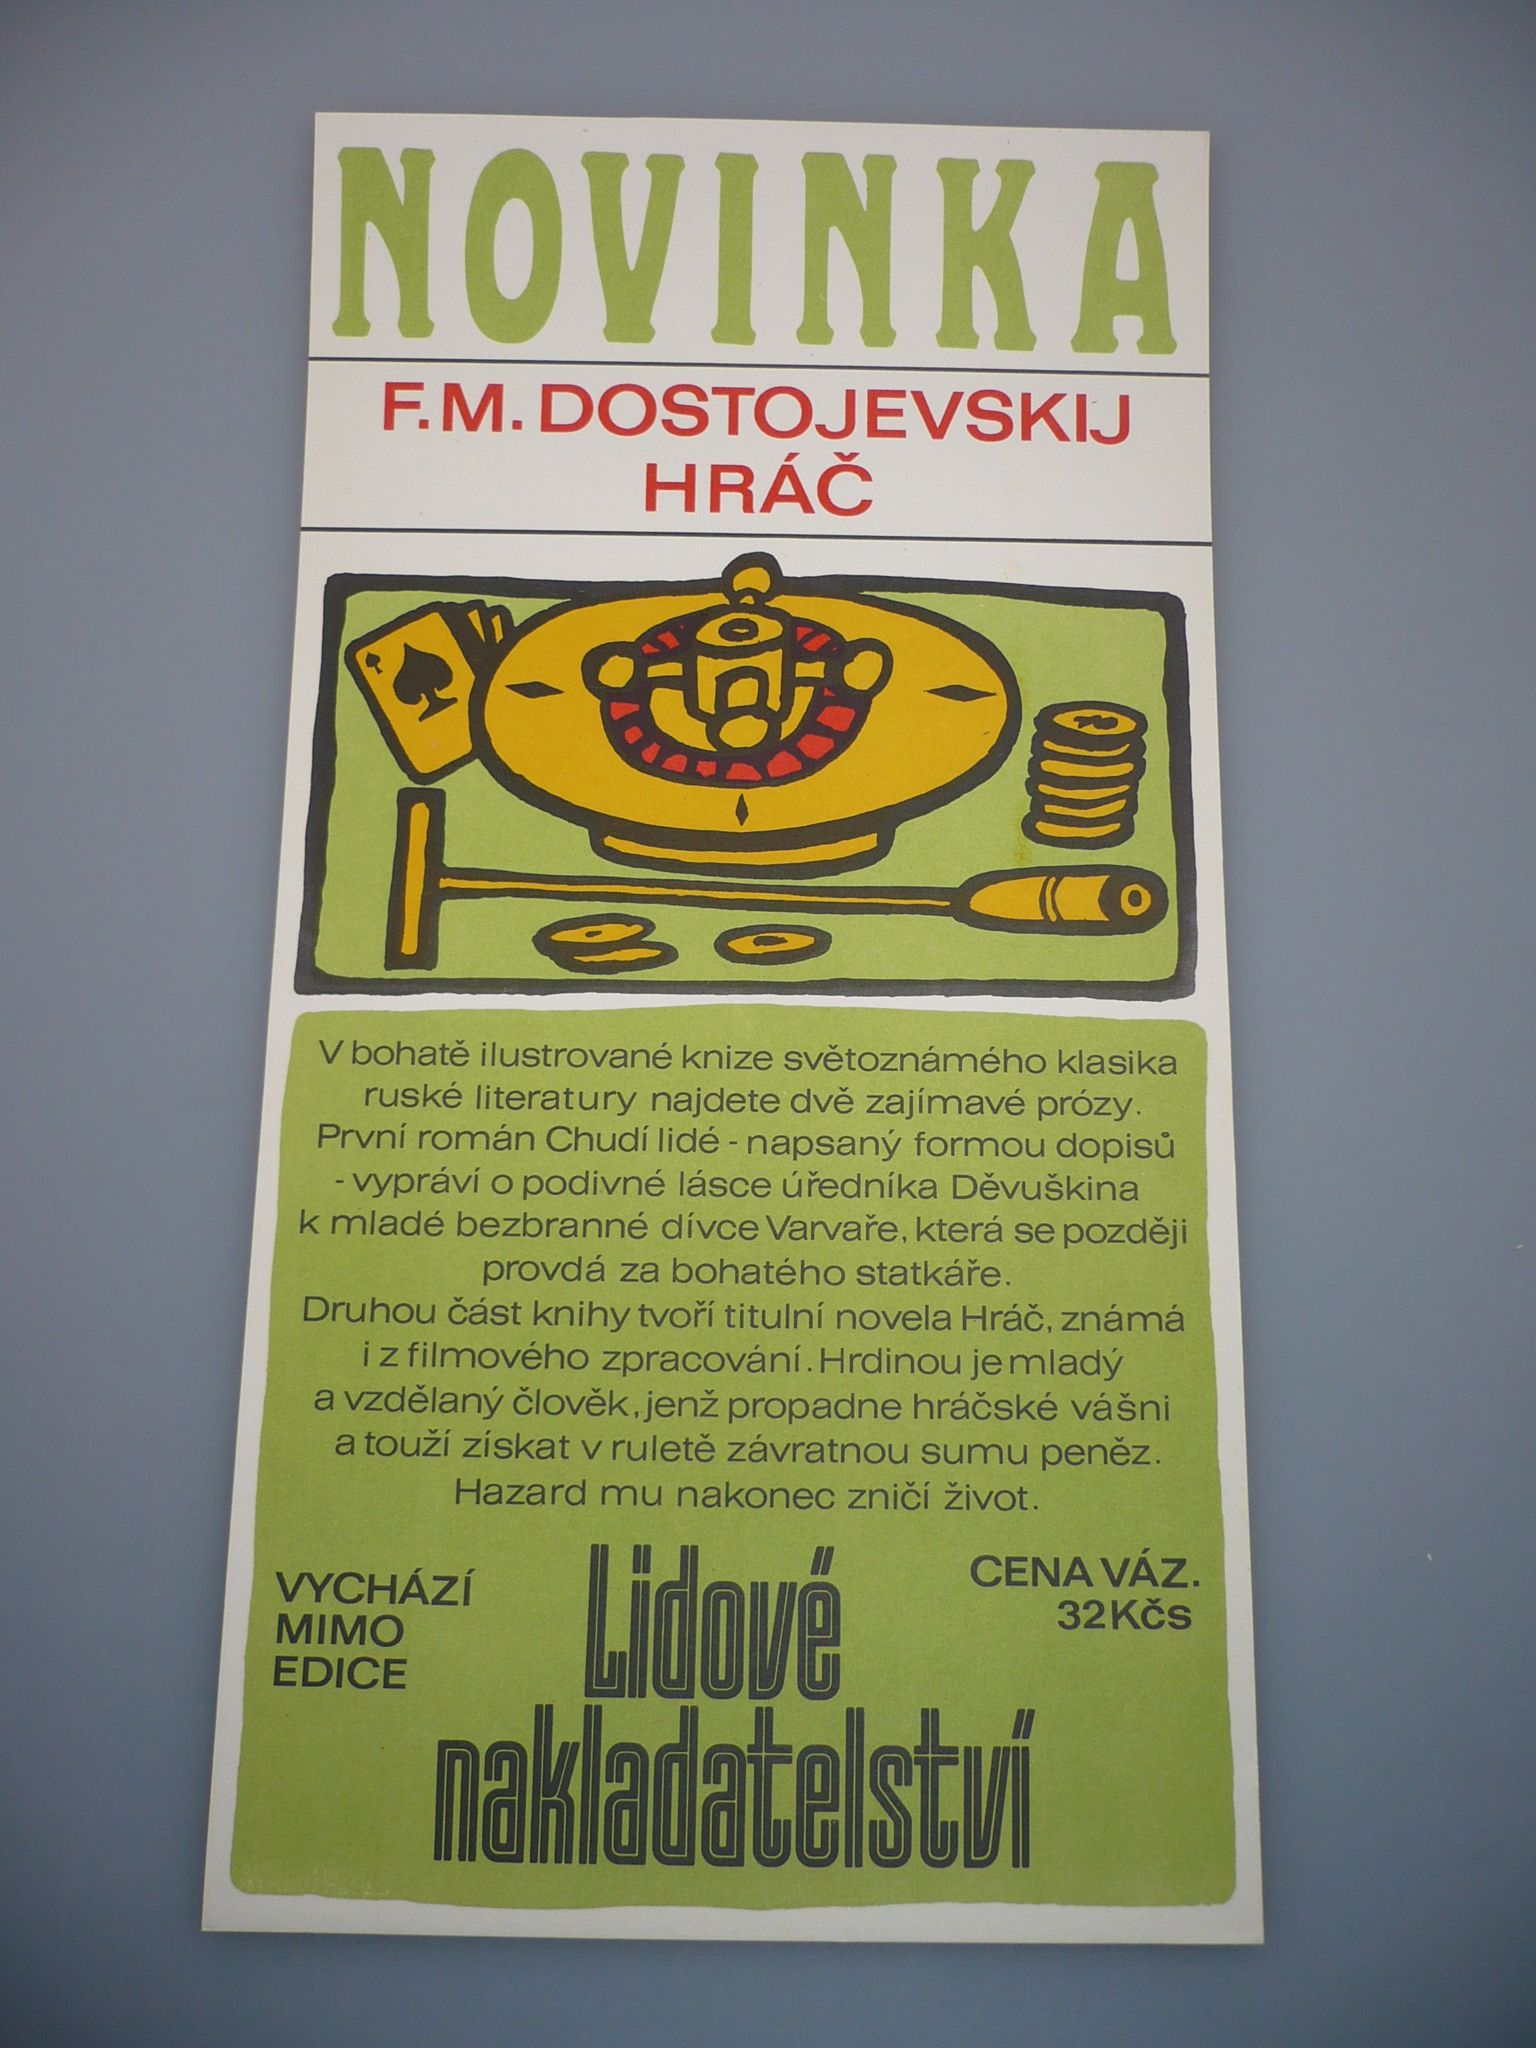 NOVINKA
F.M. DOSTOJEVSKIJ
HRÁČ
V bohatě ilustrované knize světoznámého klasika
ruské literatury najdete dvě zajímavé prózy.
První román Chudí lidé - napsaný formou dopisů
- vypráví o podivné lásce úředníka Děvuškina
k mladé bezbranné dívce Varvaře, která se později
provdá za bohatého statkáře.
Druhou část knihy tvoří titulní novela Hráč, známá
i z filmového zpracování. Hrdinou je mladý
a vzdělaný člověk, jenž propadne hráčské vášni
a touží získat v ruletě závratnou sumu peněz.
Hazard mu nakonec zničí život.
VYCHÁZÍ
MIMO
EDICE
Lidové
nakladatelství
CENA VÁZ.
32 Kčs